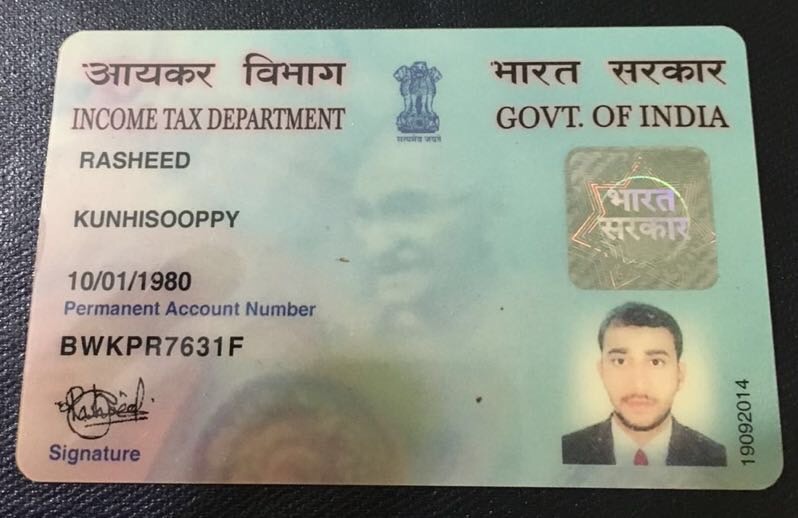 आयकर विभाग
INCOME TAX DEPARTMENT
सत्यमेव जयते
भारत सरकार
GOVT. OF INDIA
RASHEED
KUNHISOOPPY
10/01/1980
Permanent Account Number
BWKPR7631F
Rasheed
Signature
भारत
सरकार
19092014